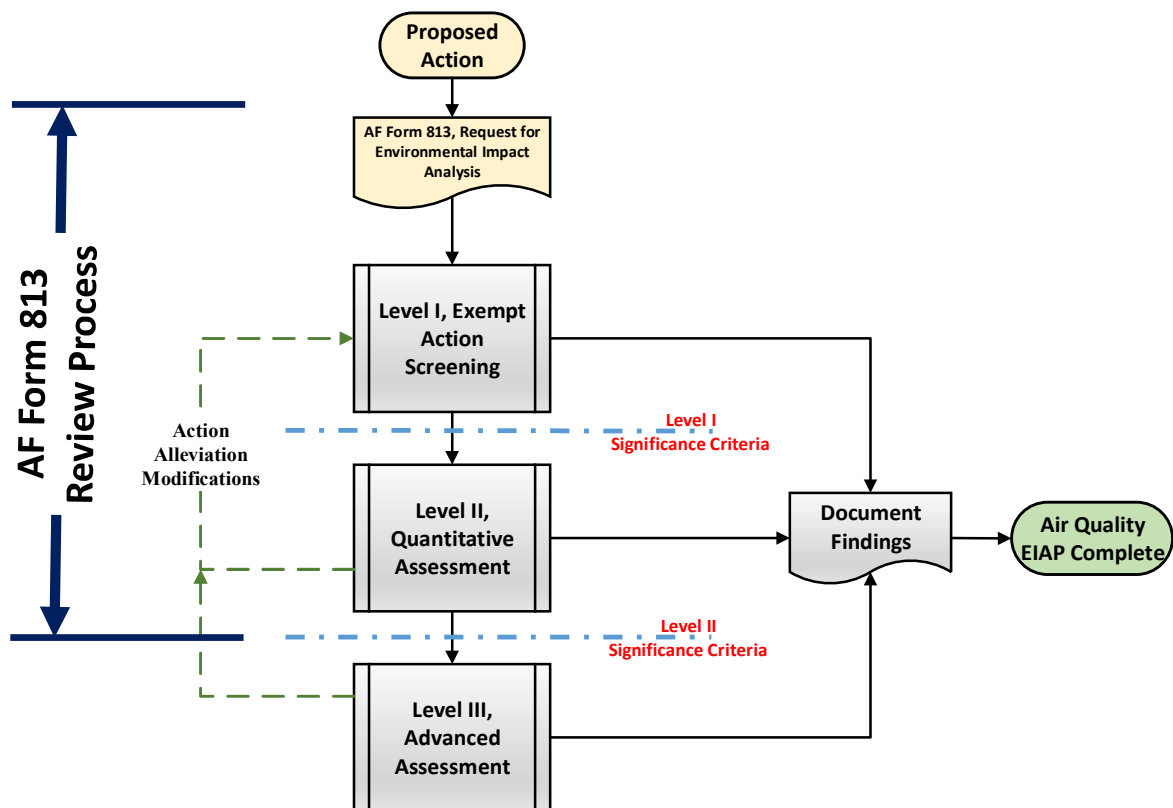 Proposed
Action
AF Form 813, Request for
Environmental Impact
Analysis
AF Form 813
Review Process
Level I, Exempt
Action
Screening
Level I
Significance Criteria
Action
Alleviation
Modifications
Level II,
Quantitative
Assessment
Document
Findings
Air Quality
EIAP Complete
Level II
Significance Criteria
Level III,
Advanced
Assessment